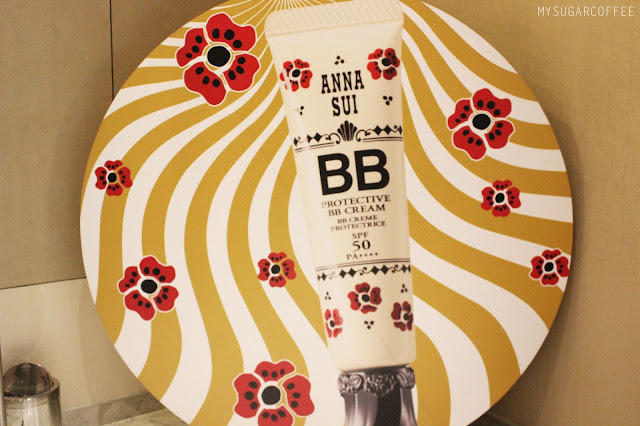 MYSUGARCOFFEE
ANNA
SUI
BB
PROTECTIVE
BB CREAM
BB CREME
PROTECTRICE
SPF
50
PA++++